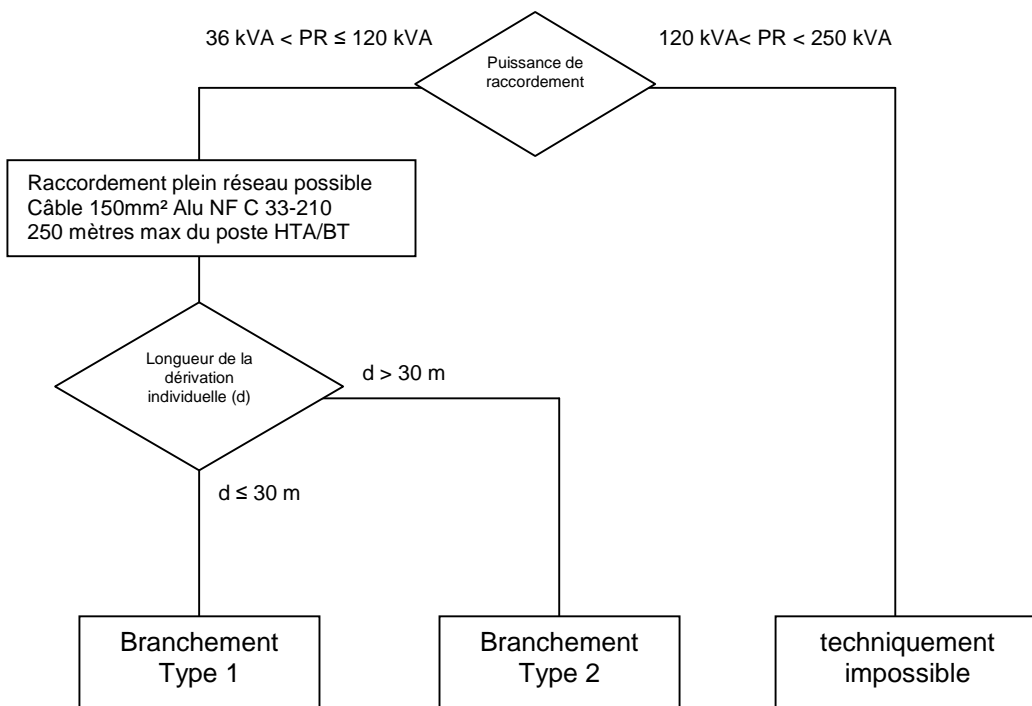 36 kVA < PR ≤ 120 kVA
120 kVA< PR < 250 kVA
Puissance de
raccordement
Raccordement plein réseau possible
Câble 150mm² Alu NF C 33-210
250 mètres max du poste HTA/BT
Longueur de la
dérivation
individuelle (d)
d > 30 m
d ≤ 30 m
Branchement
Type 1
Branchement
Type 2
techniquement
impossible